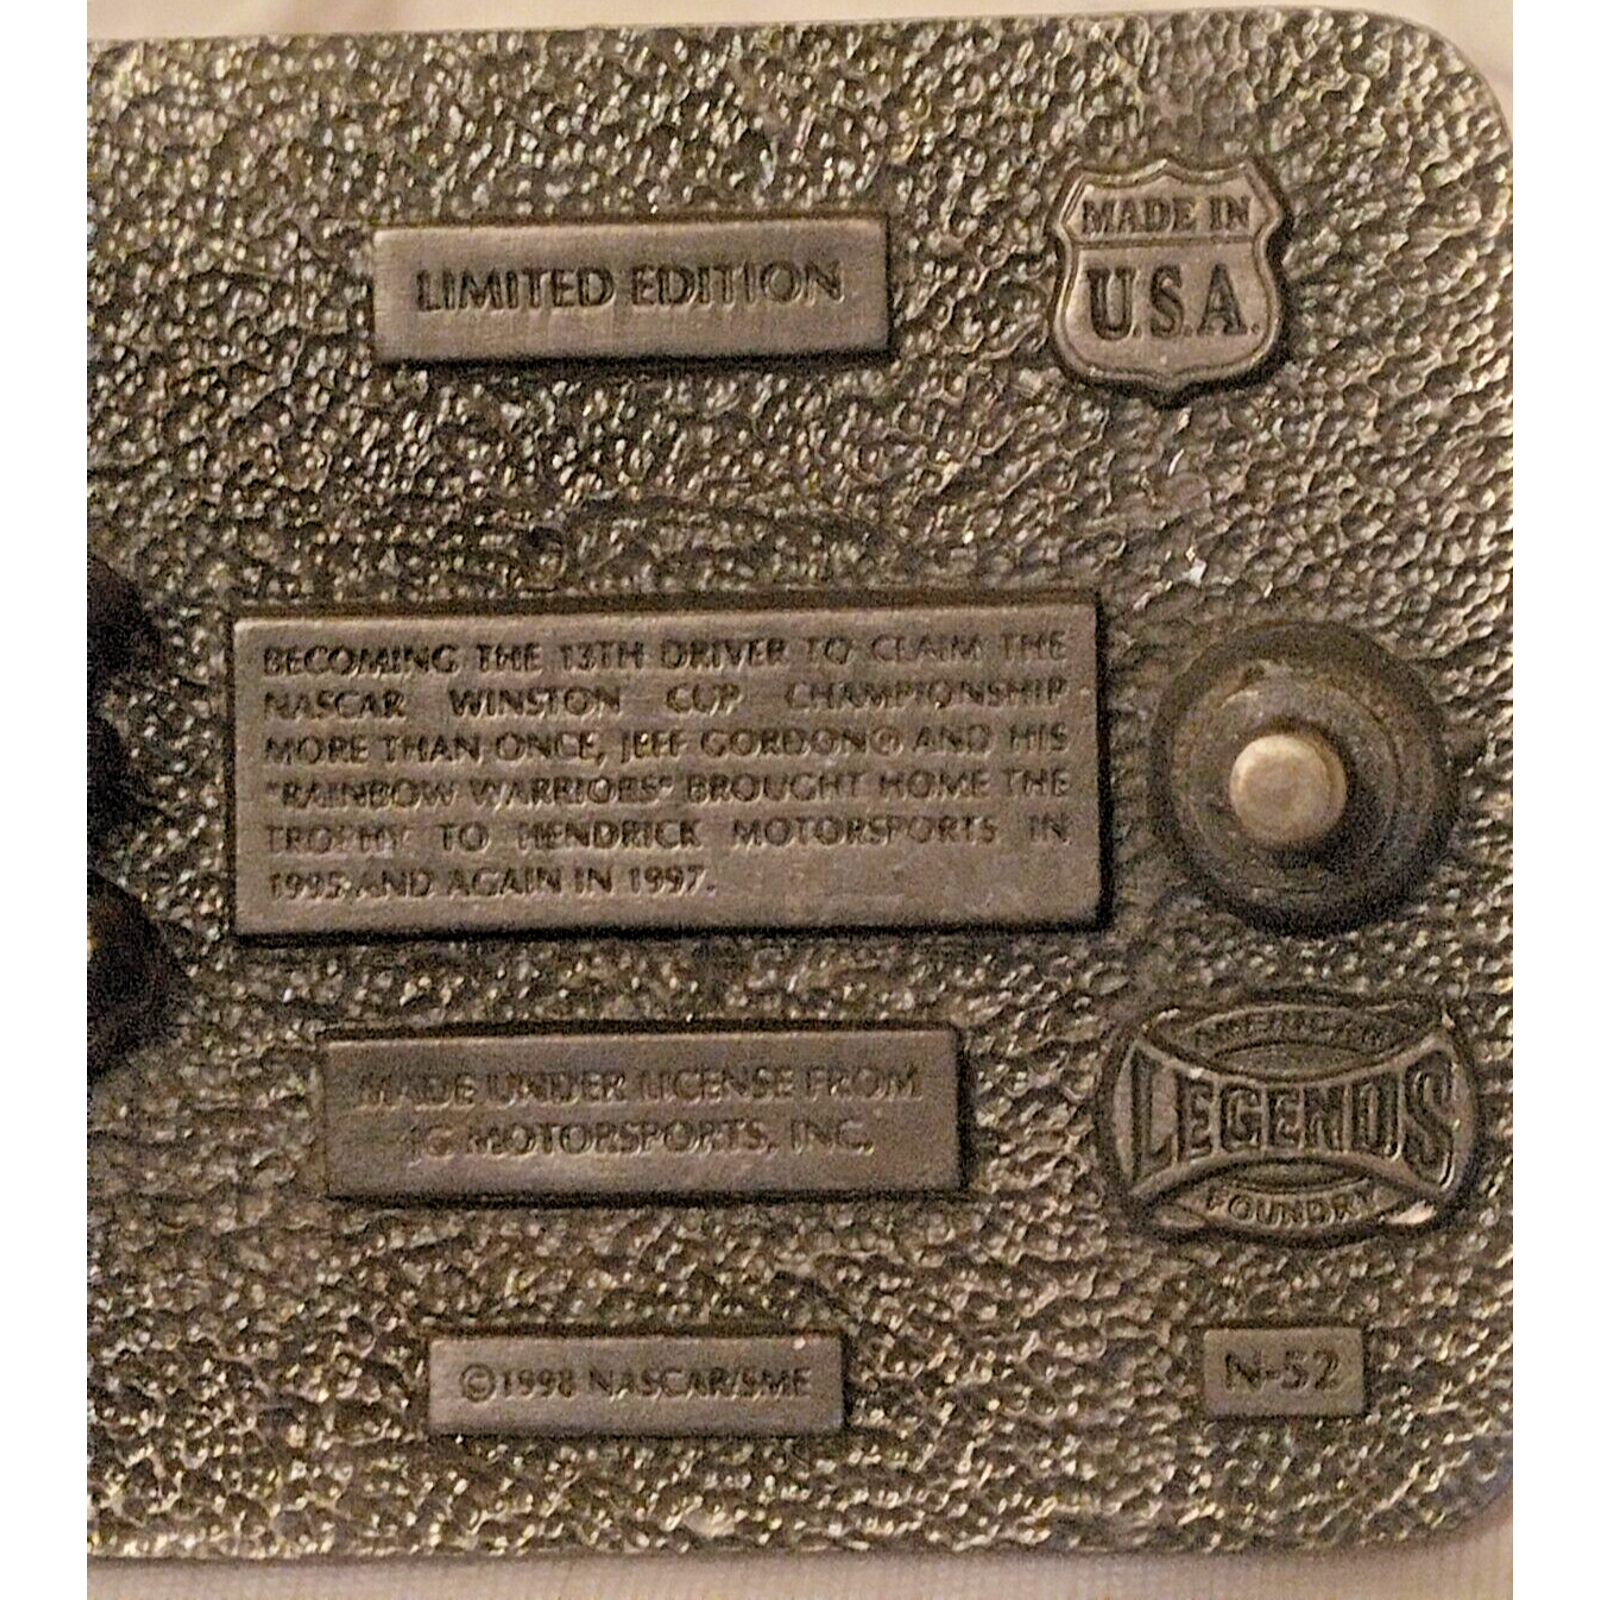 LIMITED EDITION
MADE IN
U.S.A.
BECOMING THE 13TH DRIVER TO CLAIM THE
NASCAR WINSTON CUP CHAMPIONSHIP
MORE THAN ONCE, JEFF GORDON® AND HIS
"RAINBOW WARRIORS" BROUGHT HOME THE
TROPHY TO HENDRICK MOTORSPORTS IN
1995 AND AGAIN IN 1997.
MADE UNDER LICENSE FROM
JG MOTORSPORTS, INC.
LEGENDS
FOUNDRY
©1998 NASCAR/SME
N-52